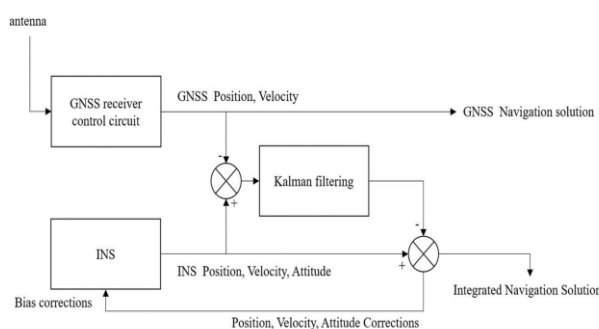 antenna
GNSS receiver
control circuit
GNSS Position, Velocity
GNSS Navigation solution
-
+
Kalman filtering
-
+
INS
INS Position, Velocity, Attitude
Integrated Navigation Solution
Bias corrections
Position, Velocity, Attitude Corrections